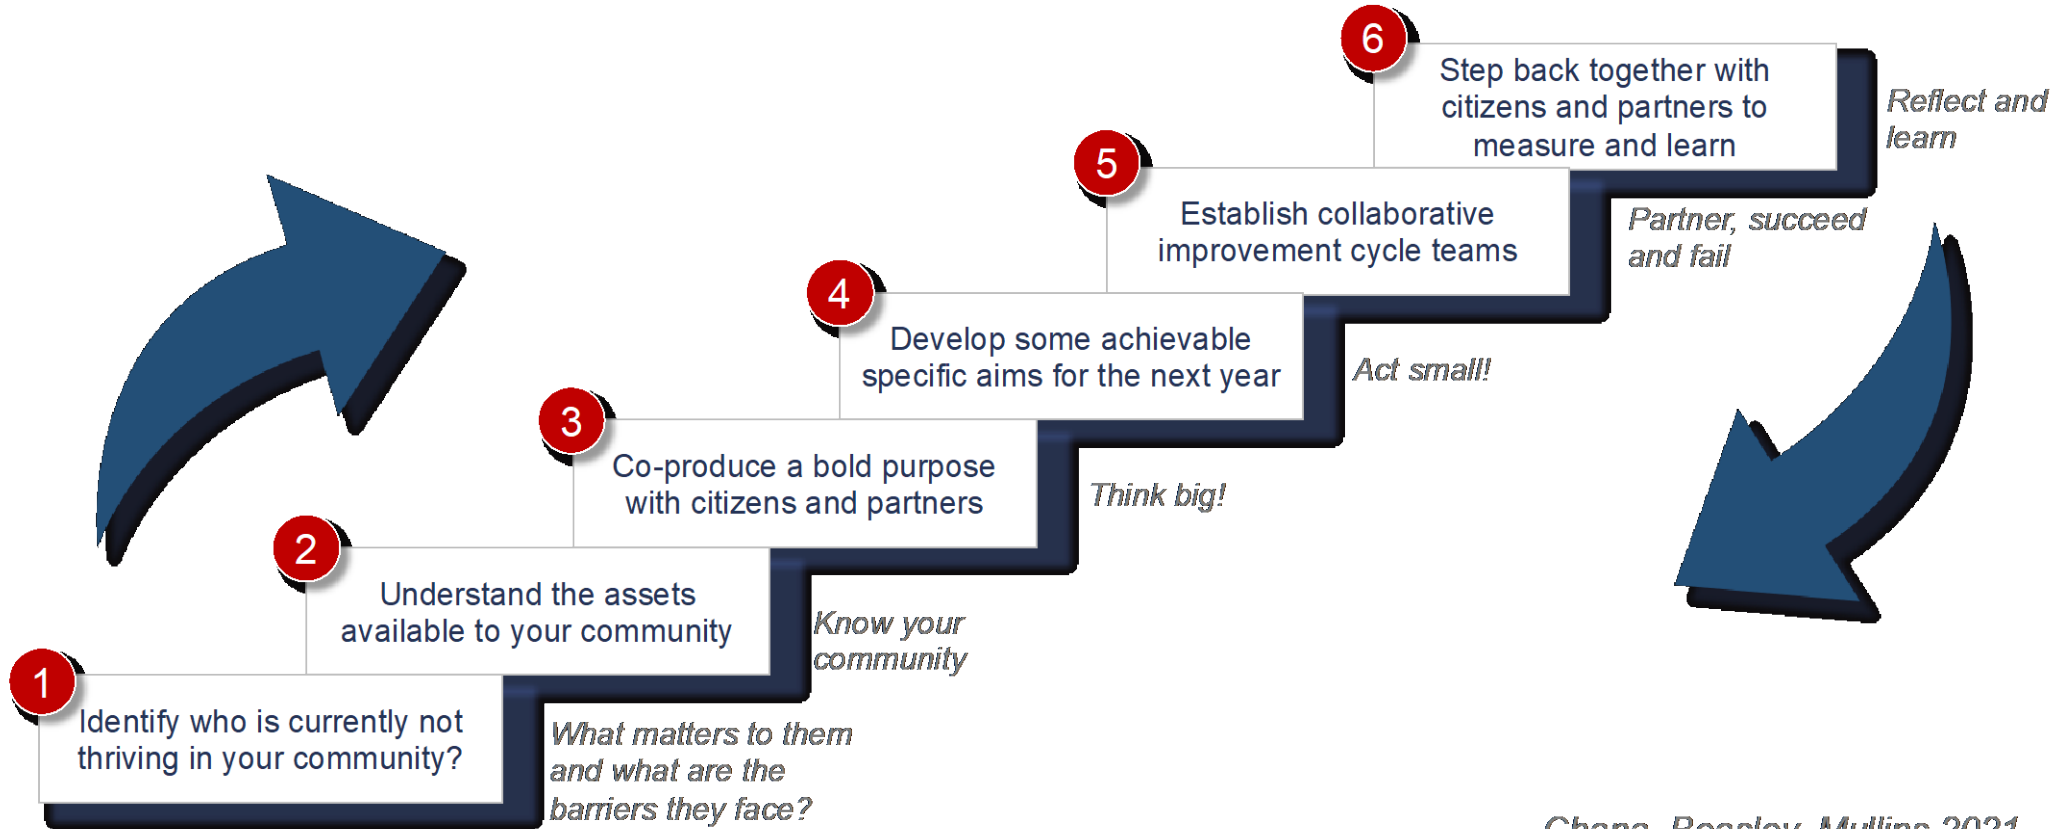 6
Step back together with
citizens and partners to
measure and learn
Reflect and
learn
5
Establish collaborative
improvement cycle teams
Partner, succeed
and fail
4
Develop some achievable
specific aims for the next year
Act small!
3
Co-produce a bold purpose
with citizens and partners
Think big!
2
Understand the assets
available to your community
Know your
community
1
Identify who is currently not
thriving in your community?
What matters to them
and what are the
barriers they face?
Mullins 2021